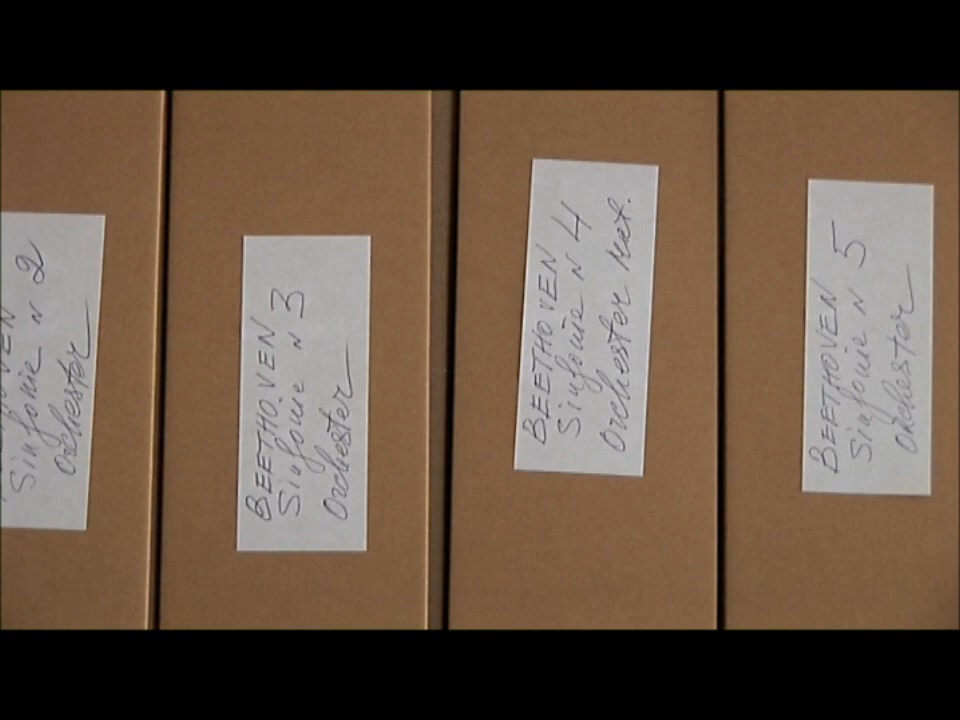 Sinfonie N 2
Orchester
BEETHOVEN
Sinfonie N 3
Orchester
BEETHOVEN
Sinfonie N 4
Orchester Mat.
BEETHOVEN
Sinfonie N 5
Orchester